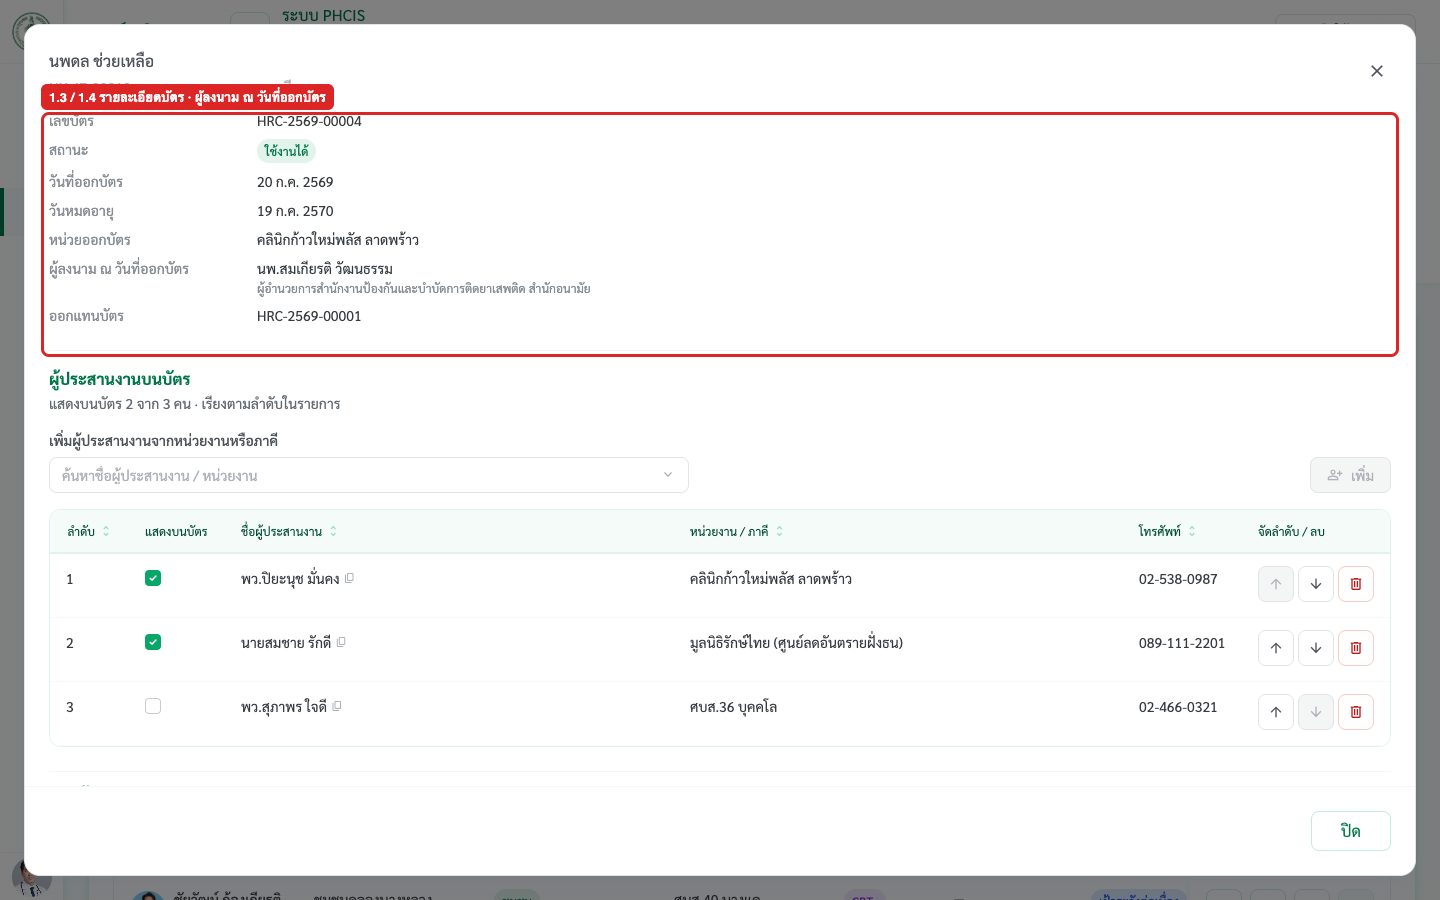 ระบบ PHCIS
นพดล ช่วยเหลือ
1.3 / 1.4 รายละเอียดบัตร · ผู้ลงนาม ณ วันที่ออกบัตร
เลขบัตร HRC-2569-00004
สถานะ ใช้งานได้
วันที่ออกบัตร 20 ก.ค. 2569
วันหมดอายุ 19 ก.ค. 2570
หน่วยออกบัตร คลินิกก้าวใหม่พลัส ลาดพร้าว
ผู้ลงนาม ณ วันที่ออกบัตร นพ.สมเกียรติ วัฒนธรรม
ผู้อำนวยการสำนักงานป้องกันและบำบัดการติดยาเสพติด สำนักอนามัย
ออกแทนบัตร HRC-2569-00001
ผู้ประสานงานบนบัตร
แสดงบนบัตร 2 จาก 3 คน · เรียงตามลำดับในรายการ
เพิ่มผู้ประสานงานจากหน่วยงานหรือภาคี
ค้นหาชื่อผู้ประสานงาน / หน่วยงาน เพิ่ม
ลำดับ แสดงบนบัตร ชื่อผู้ประสานงาน หน่วยงาน / ภาคี โทรศัพท์ จัดลำดับ / ลบ
1 พว.ปิยะนุช มั่นคง คลินิกก้าวใหม่พลัส ลาดพร้าว 02-538-0987
2 นายสมชาย รักดี มูลนิธิรักษ์ไทย (ศูนย์ลดอันตรายฝั่งธน) 089-111-2201
3 พว.สุภาพร ใจดี ศบส.36 บุคคโล 02-466-0321
ปิด